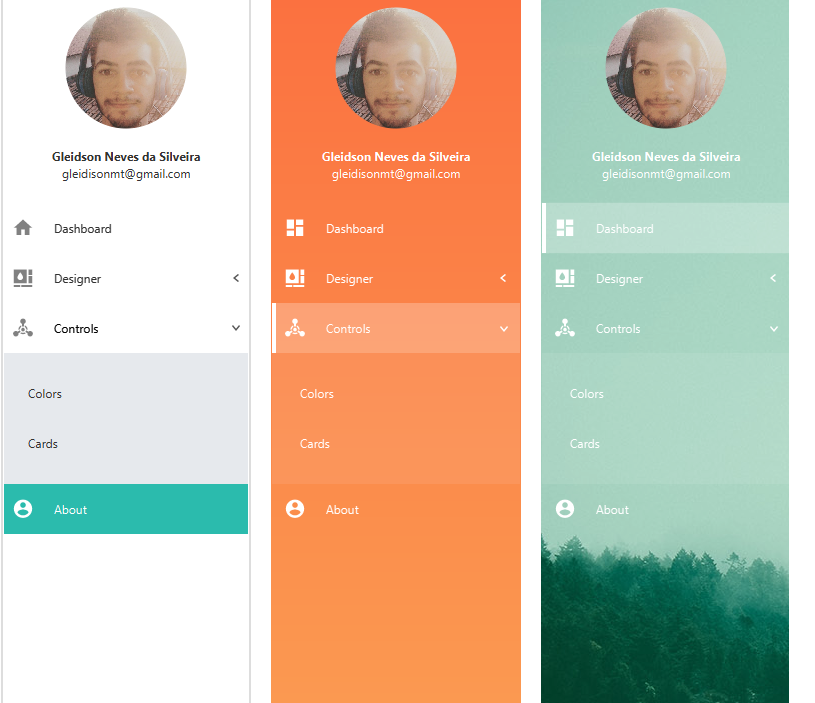 Gleidson Neves da Silveira
gleidisonmt@gmail.com
Dashboard
Designer
Controls
Colors
Cards
About
Gleidson Neves da Silveira
gleidisonmt@gmail.com
Dashboard
Designer
Controls
Colors
Cards
About
Gleidson Neves da Silveira
gleidisonmt@gmail.com
Dashboard
Designer
Controls
Colors
Cards
About